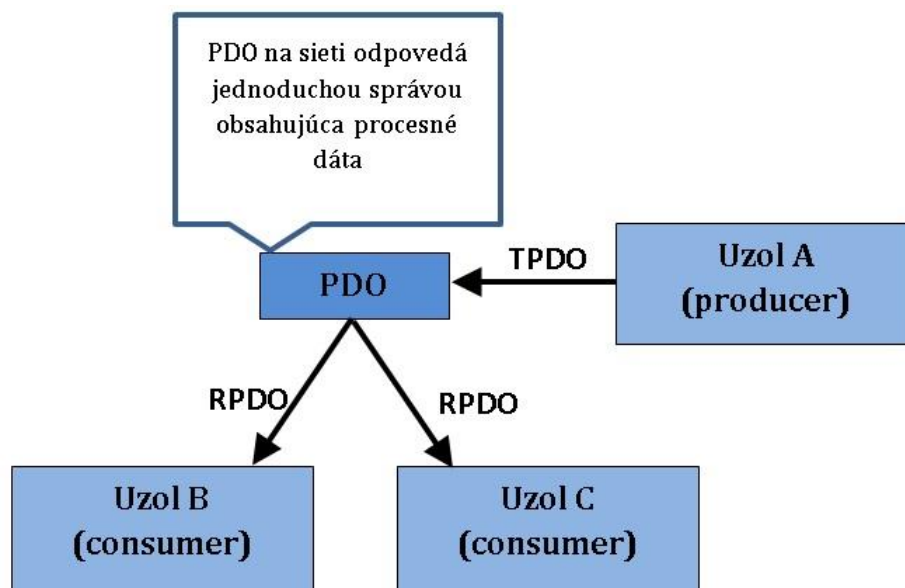 PDO na sieti odpovedá
jednoduchou správou
obsahujúca procesné
dáta
TPDO
Uzol A
(producer)
PDO
RPDO
RPDO
Uzol B
(consumer)
Uzol C
(consumer)